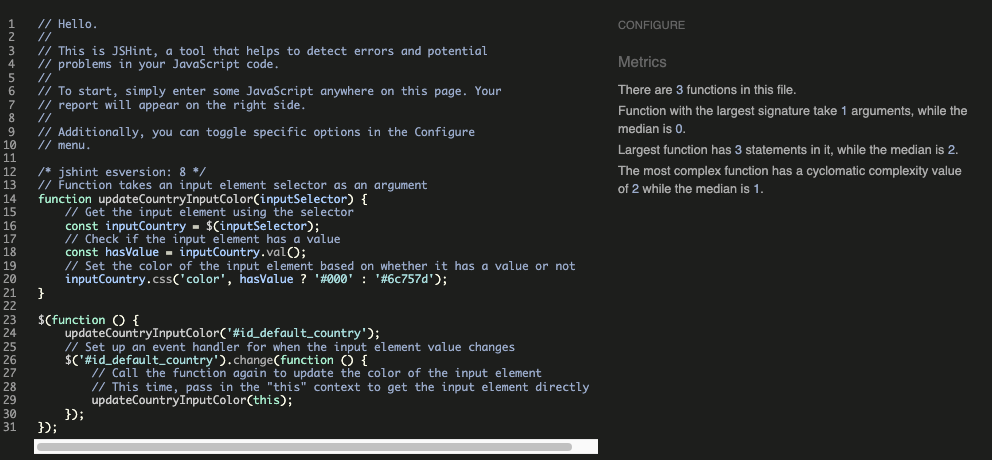 1 // Hello.
2 //
3 // This is JSHint, a tool that helps to detect errors and potential
4 // problems in your JavaScript code.
5 //
6 // To start, simply enter some JavaScript anywhere on this page. Your
7 // report will appear on the right side.
8 //
9 // Additionally, you can toggle specific options in the Configure
10 // menu.
11
12 /* jshint esversion: 8 */
13 // Function takes an input element selector as an argument
14 function updateCountryInputColor(inputSelector) {
15     // Get the input element using the selector
16     const inputCountry = $(inputSelector);
17     // Check if the input element has a value
18     const hasValue = inputCountry.val();
19     // Set the color of the input element based on whether it has a value or not
20     inputCountry.css('color', hasValue ? '#000' : '#6c757d');
21 }
22
23 $(function () {
24     updateCountryInputColor('#id_default_country');
25     // Set up an event handler for when the input element value changes
26     $('#id_default_country').change(function () {
27         // Call the function again to update the color of the input element
28         // This time, pass in the "this" context to get the input element directly
29         updateCountryInputColor(this);
30     });
31 });
CONFIGURE
Metrics
There are 3 functions in this file.
Function with the largest signature take 1 arguments, while the
median is 0.
Largest function has 3 statements in it, while the median is 2.
The most complex function has a cyclomatic complexity value
of 2 while the median is 1.